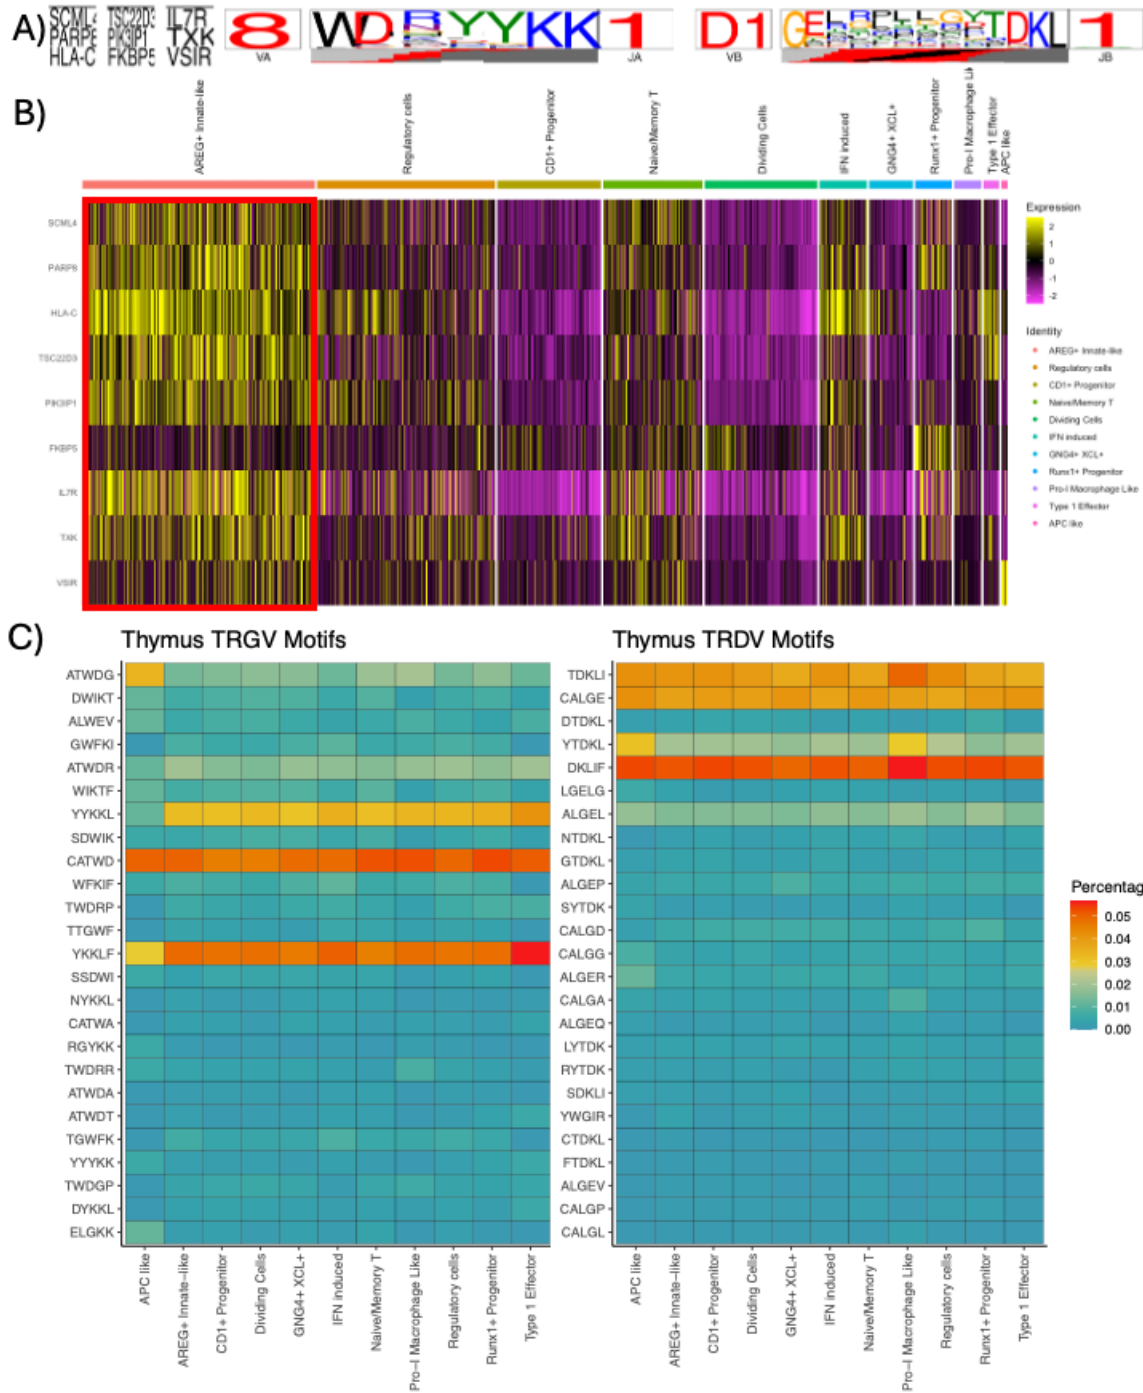 A)
SCML4 TSC22D3 IL7R
PARP8 PIK3IP1 TXK
HLA-C FKBP5 VSIR
8 WD YYKK 1 D1 GE YTDKL 1
VA JA VB JB
B)
AREG+ Innate-like
Regulatory cells
CD1+ Progenitor
Naive/Memory T
Dividing Cells
IFN induced
GNG4+ XCL+
Runx1+ Progenitor
Pro-I Macrophage Lik
Type 1 Effector
APC like
SCML4
PARP8
HLA-C
TSC22D3
PIK3IP1
FKBP5
IL7R
TXK
VSIR
Expression
2
1
0
-1
-2
Identity
AREG+ Innate-like
Regulatory cells
CD1+ Progenitor
Naive/Memory T
Dividing Cells
IFN induced
GNG4+ XCL+
Runx1+ Progenitor
Pro-I Macrophage Like
Type 1 Effector
APC like
C)
Thymus TRGV Motifs
ATWDG
DWIKT
ALWEV
GWFKI
ATWDR
WIKTF
YYKKL
SDWIK
CATWD
WFKIF
TWDRP
TTGWF
YKKLF
SSDWI
NYKKL
CATWA
RGYKK
TWDRR
ATWDA
ATWDT
TGWFK
YYYKK
TWDGP
DYKKL
ELGKK
APC like
AREG+ Innate-like
CD1+ Progenitor
Dividing Cells
GNG4+ XCL+
IFN induced
Naive/Memory T
Pro-I Macrophage Like
Regulatory cells
Runx1+ Progenitor
Type 1 Effector
Thymus TRDV Motifs
TDKLI
CALGE
DTDKL
YTDKL
DKLIF
LGELG
ALGEL
NTDKL
GTDKL
ALGEP
SYTDK
CALGD
CALGG
ALGER
CALGA
ALGEQ
LYTDK
RYTDK
SDKLI
YWGIR
CTDKL
FTDKL
ALGEV
CALGP
CALGL
APC like
AREG+ Innate-like
CD1+ Progenitor
Dividing Cells
GNG4+ XCL+
IFN induced
Naive/Memory T
Pro-I Macrophage Like
Regulatory cells
Runx1+ Progenitor
Type 1 Effector
Percentag
0.05
0.04
0.03
0.02
0.01
0.00